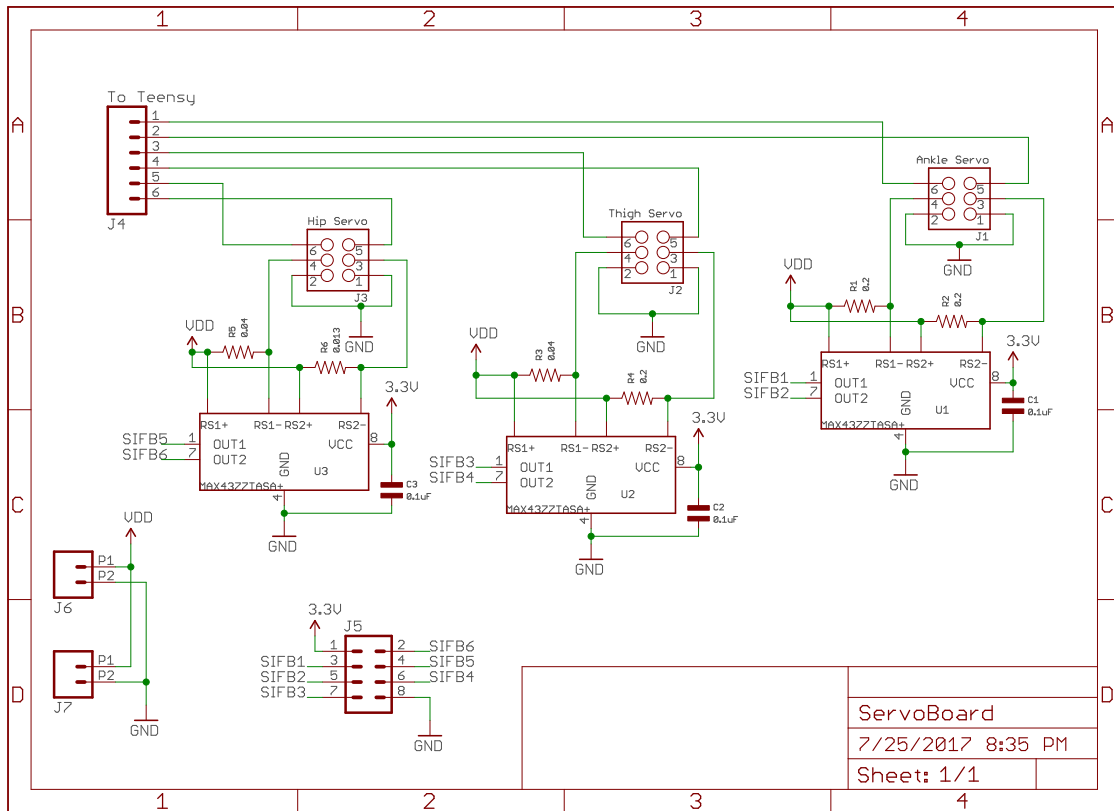 1 2 3 4
A A
To Teensy
1
2
3
4
5
6
J4
Ankle Servo
6 5
4 3
2 1
J1
GND
Thigh Servo
6 5
4 3
2 1
J2
GND
Hip Servo
6 5
4 3
2 1
J3
GND
B B
VDD
R1
0.2
R2
0.2
RS1+ RS1- RS2+ RS2-
SIFB1 1 OUT1
SIFB2 7 OUT2
VCC 8
GND
4
U1
MAX43ZZTASA+
3.3V
C1
0.1uF
GND
VDD
R3
0.04
R4
0.2
RS1+ RS1- RS2+ RS2-
SIFB3 1 OUT1
SIFB4 7 OUT2
VCC 8
GND
4
U2
MAX43ZZTASA+
3.3V
C2
0.1uF
GND
VDD
R5
0.04
R6
0.013
RS1+ RS1- RS2+ RS2-
SIFB5 1 OUT1
SIFB6 7 OUT2
VCC 8
GND
4
U3
MAX43ZZTASA+
3.3V
C3
0.1uF
GND
C C
VDD
P1
P2
J6
P1
P2
J7
GND
3.3V
J5
1 2 SIFB6
SIFB1 3 4 SIFB5
SIFB2 5 6 SIFB4
SIFB3 7 8
GND
D D
ServoBoard
7/25/2017 8:35 PM
Sheet: 1/1
1 2 3 4